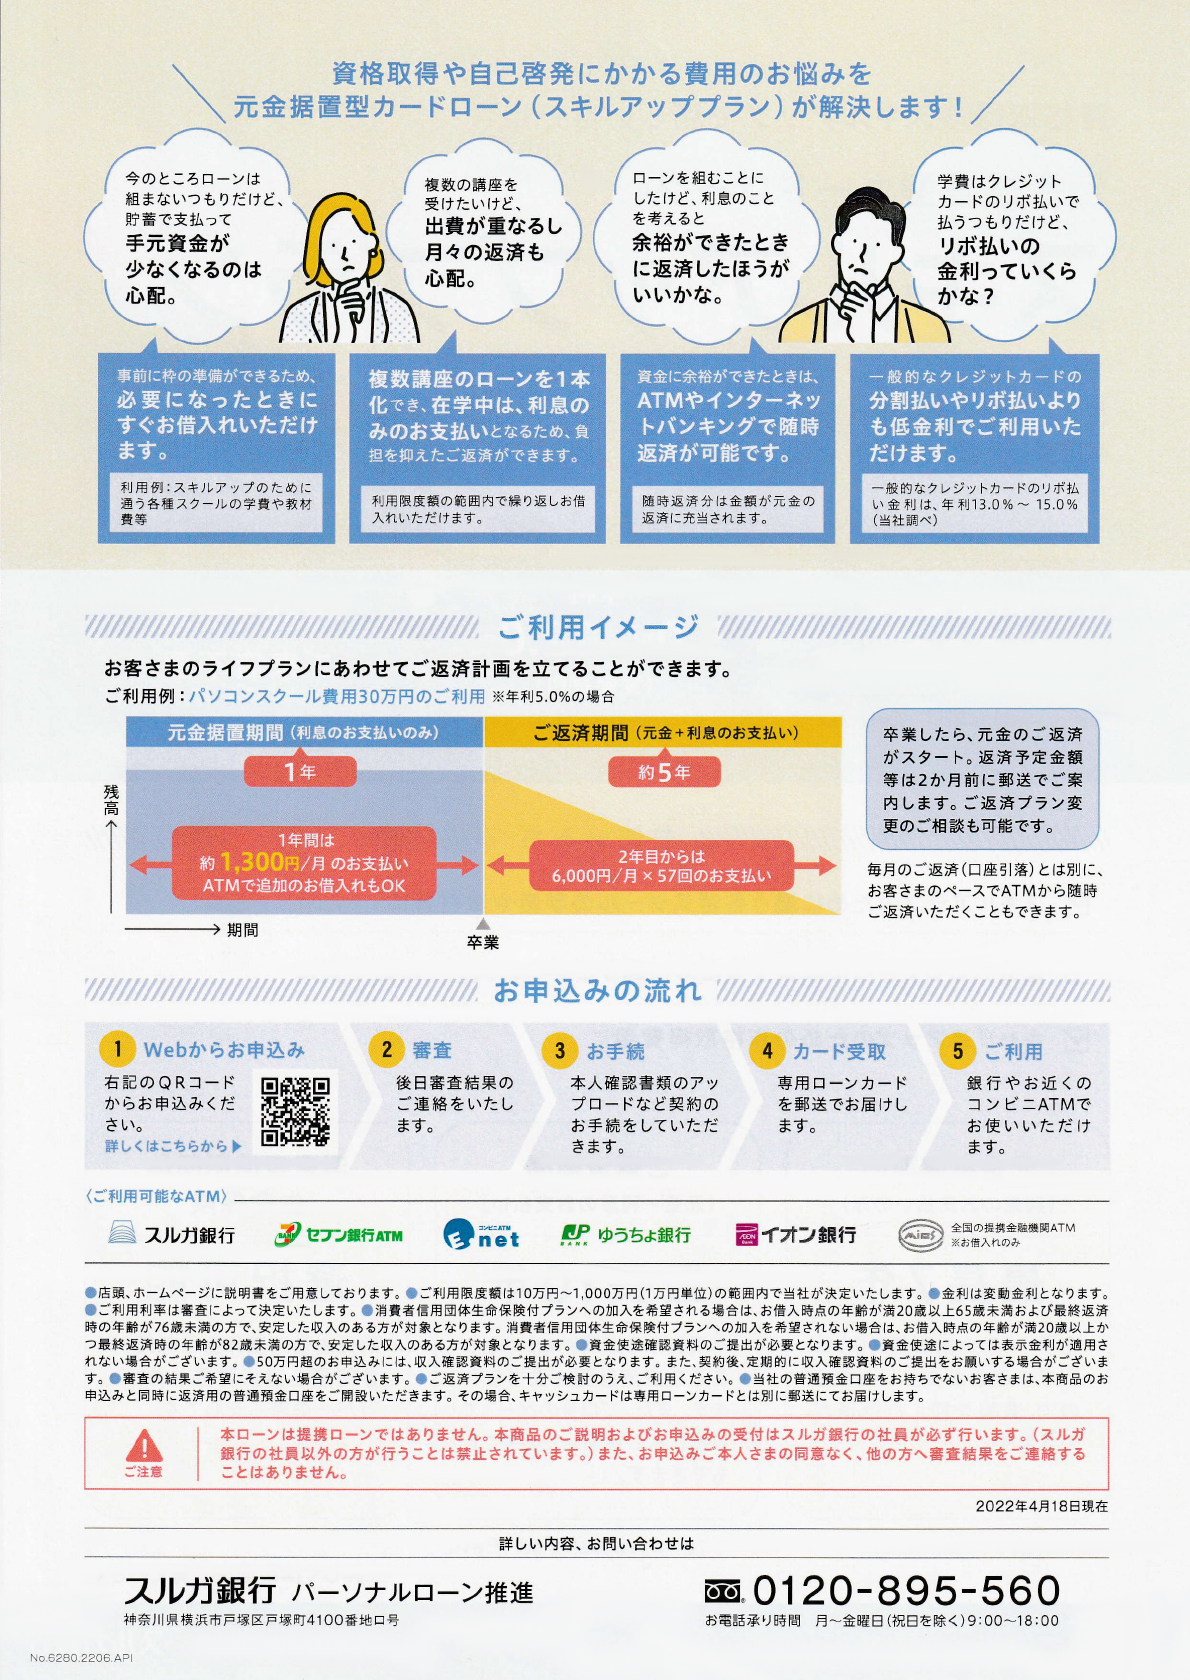 資格取得や自己啓発にかかる費用のお悩みを
元金据置型カードローン（スキルアッププラン）が解決します！
今のところローンは
組まないつもりだけど、
貯蓄で支払って
手元資金が
少なくなるのは
心配。
複数の講座を
受けたいけど、
出費が重なるし
月々の返済も
心配。
ローンを組むことに
したけど、利息のこと
を考えると
余裕ができたとき
に返済したほうが
いいかな。
学費はクレジット
カードのリボ払いで
払うつもりだけど、
リボ払いの
金利っていくら
かな？
事前に枠の準備ができるため、
必要になったときに
すぐお借入れいただけ
ます。
利用例：スキルアップのために
通う各種スクールの学費や教材
費等
複数講座のローンを1本
化でき、在学中は、利息の
みのお支払いとなるため、負
担を抑えたご返済ができます。
利用限度額の範囲内で繰り返しお借
入れいただけます。
資金に余裕ができたときは、
ATMやインターネッ
トバンキングで随時
返済が可能です。
随時返済分は金額が元金の
返済に充当されます。
一般的なクレジットカードの
分割払いやリボ払いより
も低金利でご利用いた
だけます。
一般的なクレジットカードのリボ払
い金利は、年利13.0%～15.0%
（当社調べ）
ご利用イメージ
お客さまのライフプランにあわせてご返済計画を立てることができます。
ご利用例：パソコンスクール費用30万円のご利用 ※年利5.0%の場合
元金据置期間（利息のお支払いのみ）
ご返済期間（元金＋利息のお支払い）
1年
約5年
残高
1年間は
約1,300円/月 のお支払い
ATMで追加のお借入れもOK
2年目からは
6,000円/月×57回のお支払い
期間
卒業
卒業したら、元金のご返済
がスタート。返済予定金額
等は2か月前に郵送でご案
内します。ご返済プラン変
更のご相談も可能です。
毎月のご返済（口座引落）とは別に、
お客さまのペースでATMから随時
ご返済いただくこともできます。
お申込みの流れ
1 Webからお申込み
右記のQRコード
からお申込みくだ
さい。
詳しくはこちらから▶
2 審査
後日審査結果の
ご連絡をいたし
ます。
3 お手続
本人確認書類のアッ
プロードなど契約の
お手続をしていただ
きます。
4 カード受取
専用ローンカード
を郵送でお届けし
ます。
5 ご利用
銀行やお近くの
コンビニATMで
お使いいただけ
ます。
〈ご利用可能なATM〉
スルガ銀行
7 BANK セブン銀行ATM
コンビニATM E net
JP BANK ゆうちょ銀行
AEON Bank イオン銀行
MICS 全国の提携金融機関ATM
※お借入れのみ
●店頭、ホームページに説明書をご用意しております。●ご利用限度額は10万円～1,000万円(1万円単位)の範囲内で当社が決定いたします。●金利は変動金利となります。
●ご利用利率は審査によって決定いたします。●消費者信用団体生命保険付プランへの加入を希望される場合は、お借入時点の年齢が満20歳以上65歳未満および最終返済
時の年齢が76歳未満の方で、安定した収入のある方が対象となります。消費者信用団体生命保険付プランへの加入を希望されない場合は、お借入時点の年齢が満20歳以上か
つ最終返済時の年齢が82歳未満の方で、安定した収入のある方が対象となります。●資金使途確認資料のご提出が必要となります。●資金使途によっては表示金利が適用さ
れない場合がございます。●50万円超のお申込みには、収入確認資料のご提出が必要となります。また、契約後、定期的に収入確認資料のご提出をお願いする場合がございま
す。●審査の結果ご希望にそえない場合がございます。●ご返済プランを十分ご検討のうえ、ご利用ください。●当社の普通預金口座をお持ちでないお客さまは、本商品のお
申込みと同時に返済用の普通預金口座をご開設いただきます。その場合、キャッシュカードは専用ローンカードとは別に郵送にてお届けします。
ご注意
本ローンは提携ローンではありません。本商品のご説明およびお申込みの受付はスルガ銀行の社員が必ず行います。（スルガ
銀行の社員以外の方が行うことは禁止されています。）また、お申込みご本人さまの同意なく、他の方へ審査結果をご連絡する
ことはありません。
2022年4月18日現在
詳しい内容、お問い合わせは
スルガ銀行 パーソナルローン推進
神奈川県横浜市戸塚区戸塚町4100番地ロ号
0120-895-560
お電話承り時間 月～金曜日(祝日を除く)9:00～18:00
No.6280.2206.API